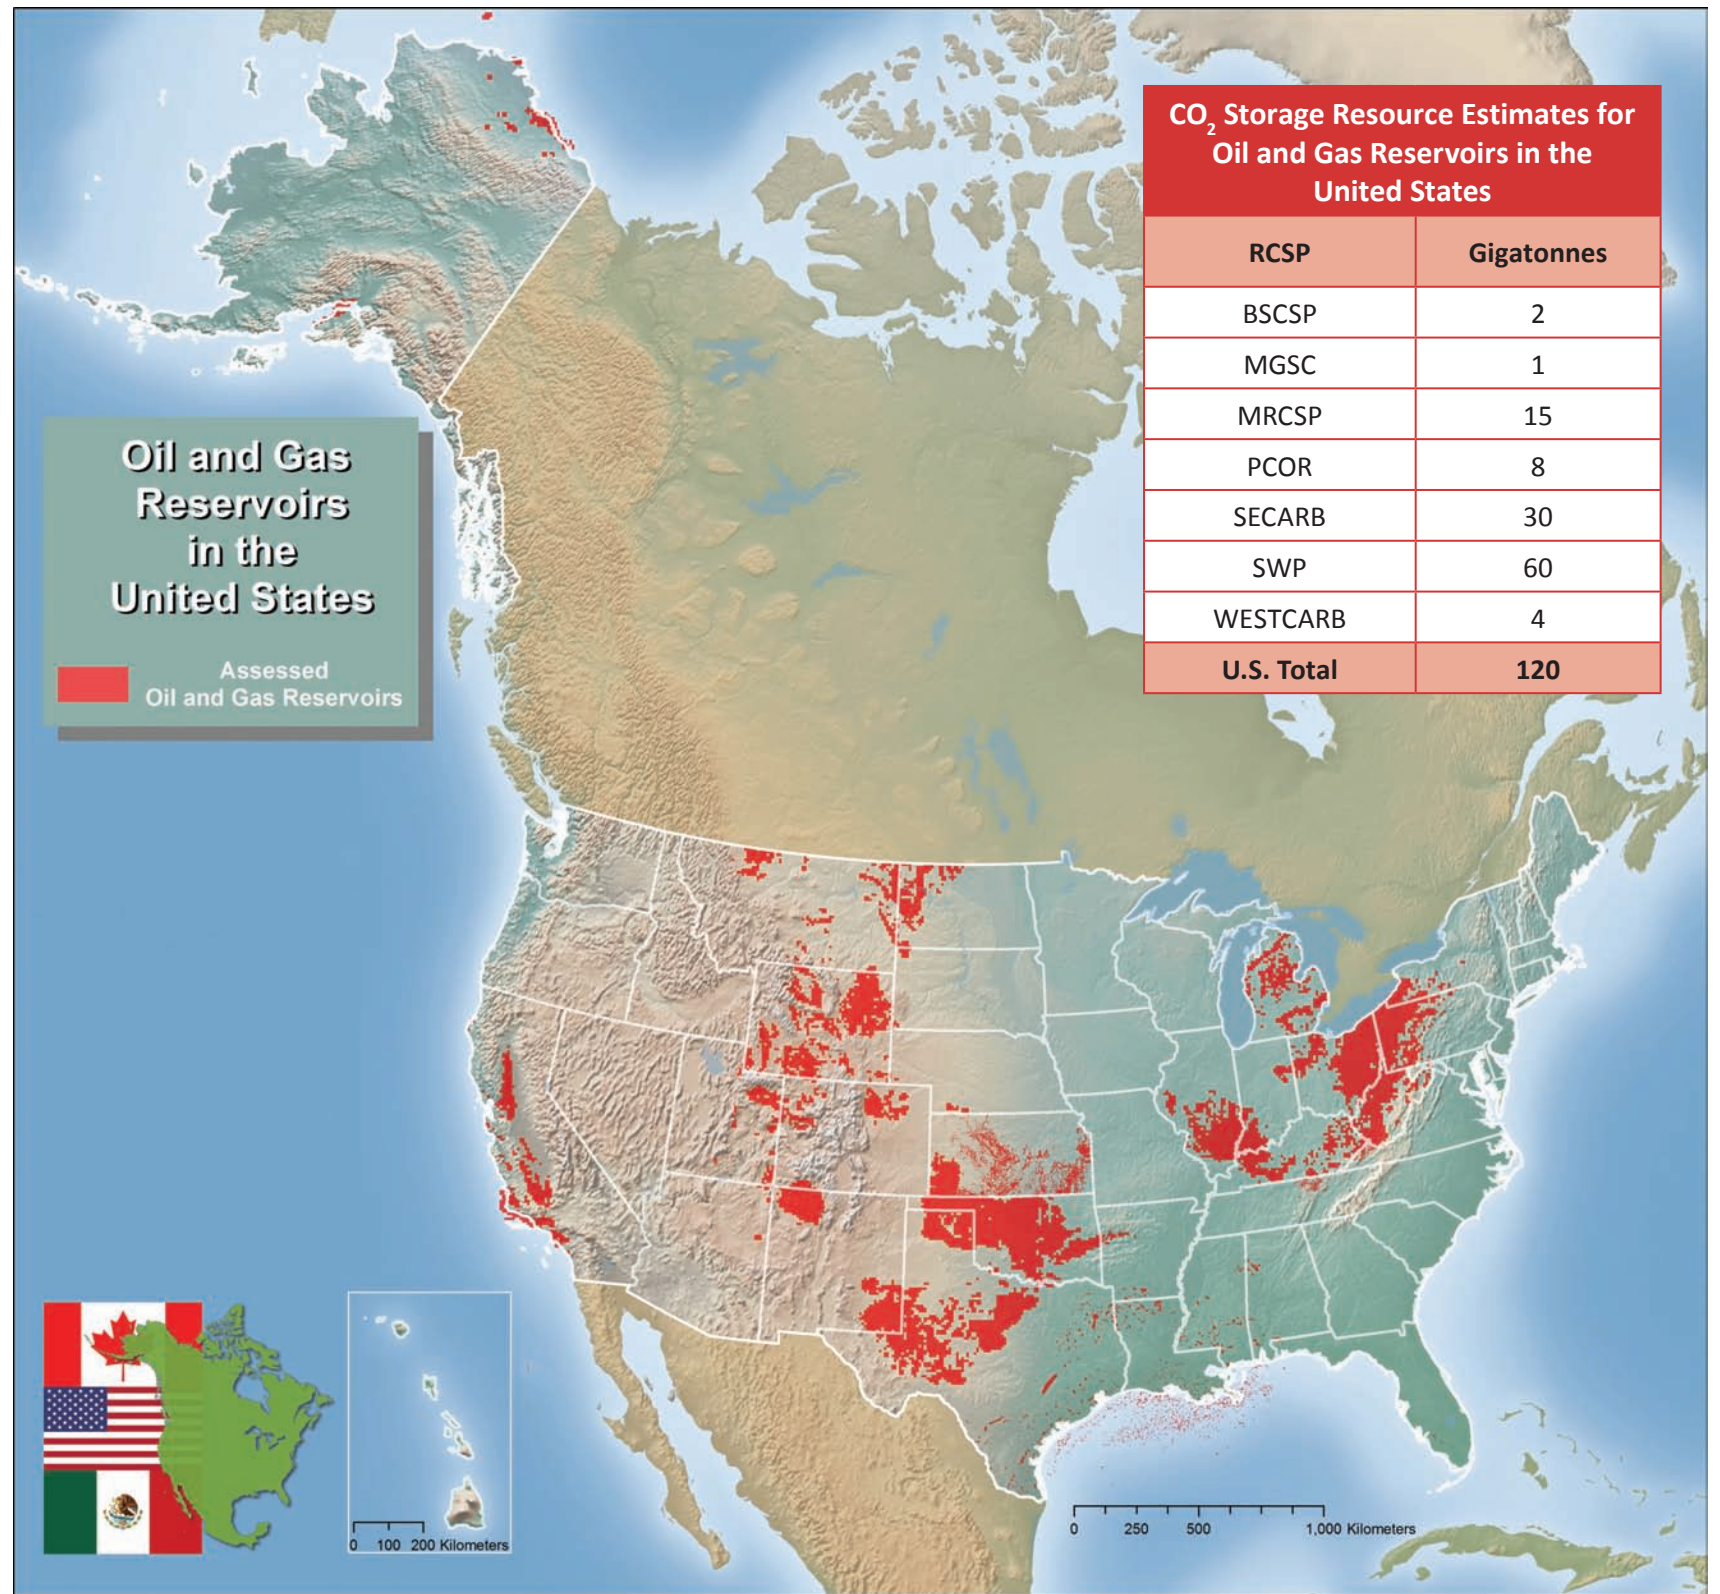 Oil and Gas
Reservoirs
in the
United States
Assessed
Oil and Gas Reservoirs
CO2 Storage Resource Estimates for
Oil and Gas Reservoirs in the
United States
RCSP Gigatonnes
BSCSP 2
MGSC 1
MRCSP 15
PCOR 8
SECARB 30
SWP 60
WESTCARB 4
U.S. Total 120
0 100 200 Kilometers
0 250 500 1,000 Kilometers